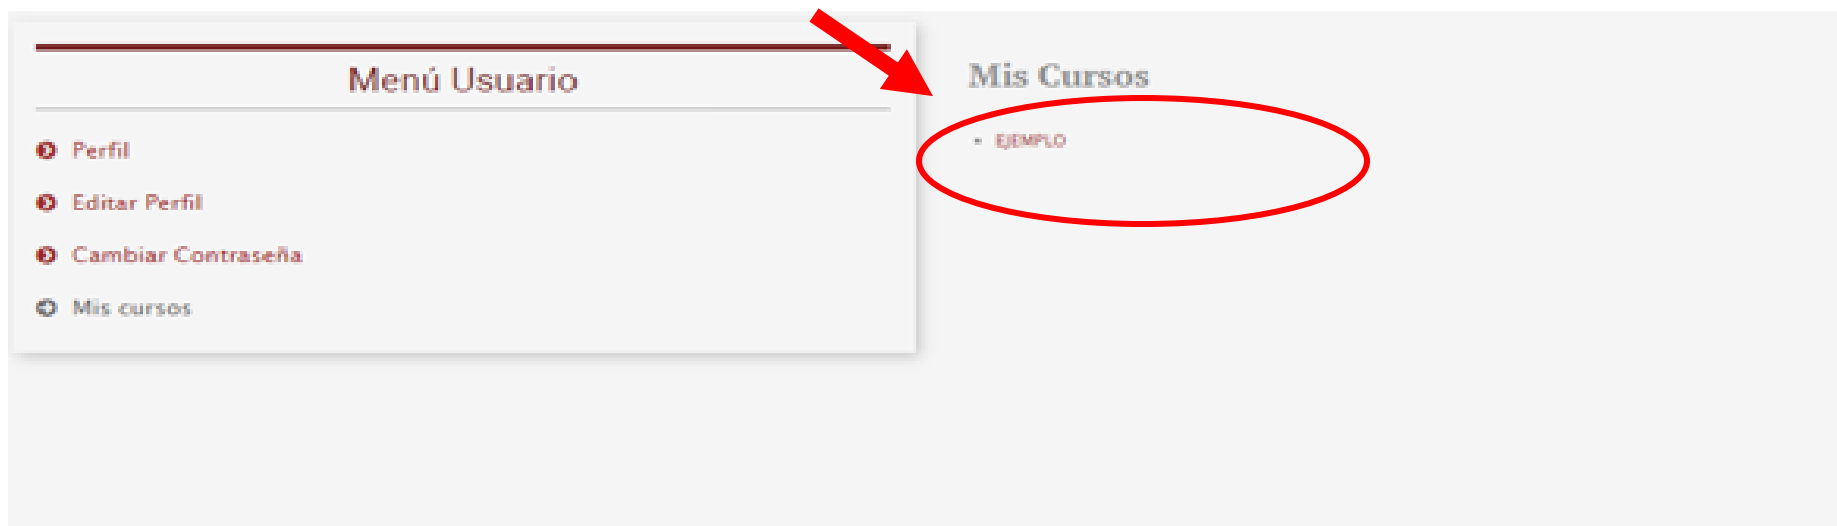 Menú Usuario
Perfil
Editar Perfil
Cambiar Contraseña
Mis cursos
Mis Cursos
EJEMPLO